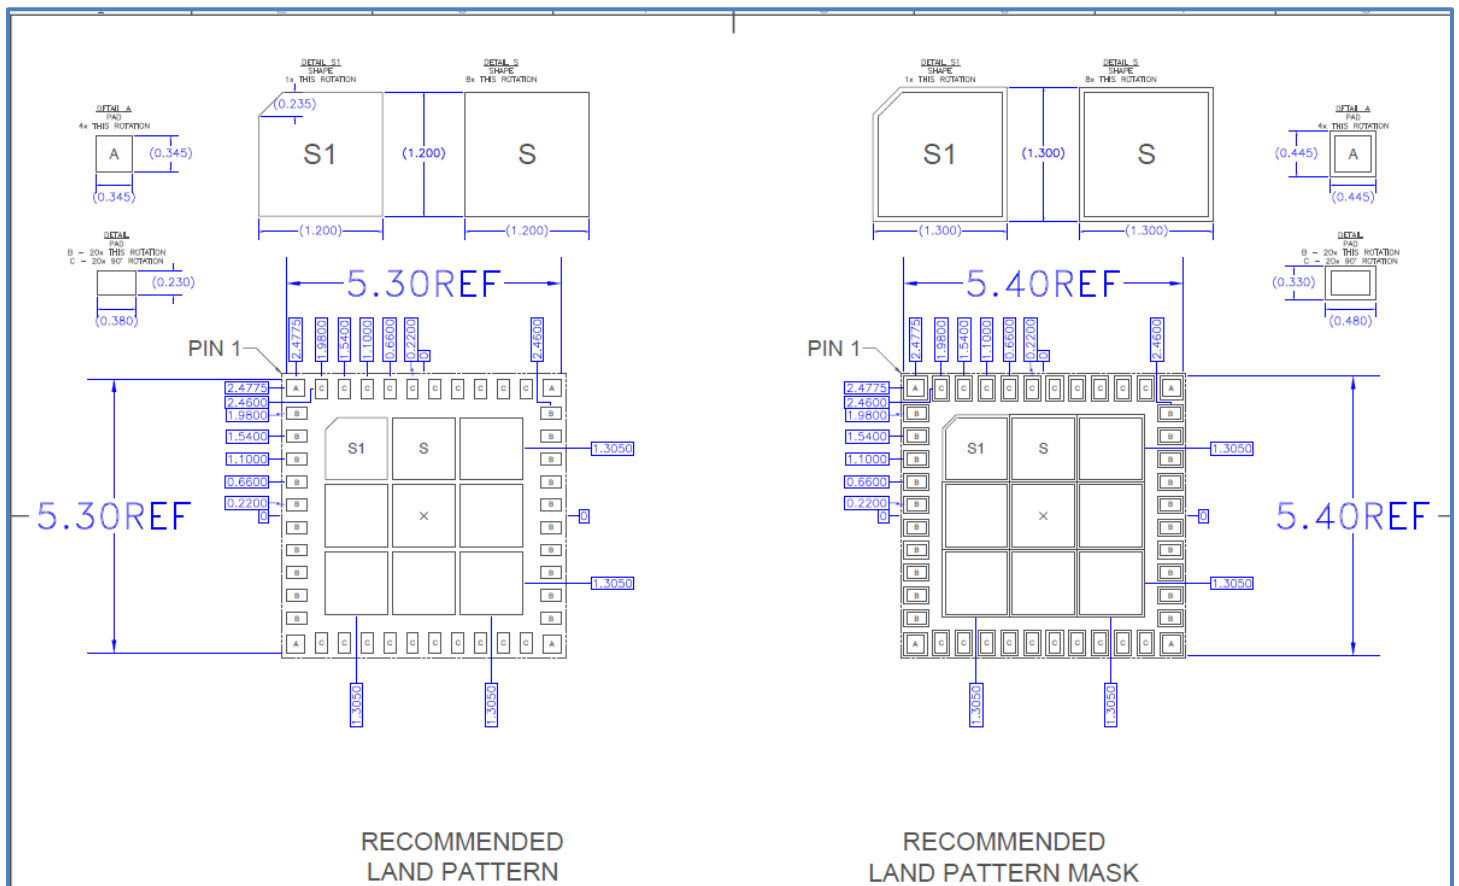 DETAIL S1
SHAPE
1x THIS ROTATION
DETAIL S
SHAPE
8x THIS ROTATION
DETAIL A
PAD
4x THIS ROTATION
A
(0.345)
(0.345)
(0.235)
S1
(1.200)
S
(1.200)
(1.200)
DETAIL
PAD
B - 20x THIS ROTATION
C - 20x 90° ROTATION
(0.230)
(0.380)
5.30REF
PIN 1
2.4775
1.9800
1.5400
1.1000
0.6600
0.2200
0
2.4600
2.4775
2.4600
1.9800
1.5400
1.1000
0.6600
0.2200
0
5.30REF
A C C C C C C C C C C A
B B
B B
B B
B B
B B
B B
B B
B B
B B
B B
A C C C C C C C C C C A
S1
S
1.3050
0
1.3050
1.3050
1.3050
RECOMMENDED
LAND PATTERN
DETAIL S1
SHAPE
1x THIS ROTATION
DETAIL S
SHAPE
8x THIS ROTATION
DETAIL A
PAD
4x THIS ROTATION
S1
(1.300)
S
(1.300)
(1.300)
(0.445)
A
(0.445)
DETAIL
PAD
B - 20x THIS ROTATION
C - 20x 90° ROTATION
(0.330)
(0.480)
5.40REF
PIN 1
2.4775
1.9800
1.5400
1.1000
0.6600
0.2200
0
2.4600
2.4775
2.4600
1.9800
1.5400
1.1000
0.6600
0.2200
0
A C C C C C C C C C C A
B B
B B
B B
B B
B B
B B
B B
B B
B B
B B
A C C C C C C C C C C A
S1
S
1.3050
0
1.3050
1.3050
1.3050
5.40REF
RECOMMENDED
LAND PATTERN MASK